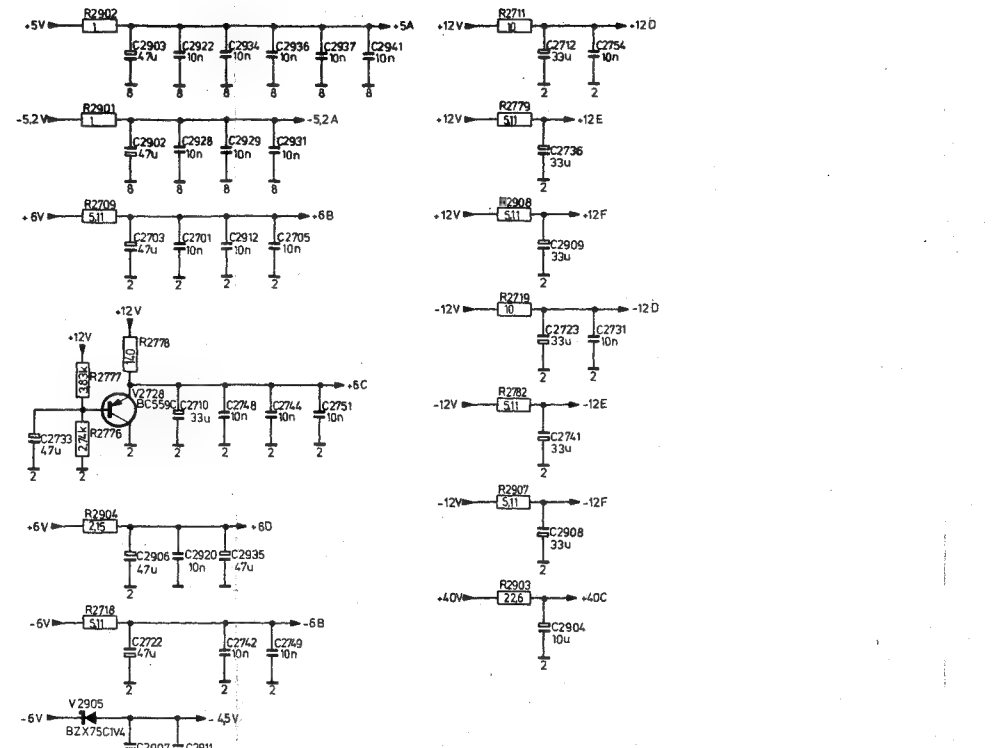 R2902
+5V 1 +5A
C2903 C2922 C2934 C2936 C2937 C2941
47u 10n 10n 10n 10n 10n
8 8 8 8 8 8
R2901
-5,2V 1 -5,2A
C2902 C2928 C2929 C2931
47u 10n 10n 10n
8 8 8 8
R2709
+6V 5,11 +6B
C2703 C2701 C2912 C2705
47u 10n 10n 10n
2 2 2 2
+12V
+12V R2778
140
3,83k R2777
+6C
V2728
BC559C
C2710 C2748 C2744 C2751
33u 10n 10n 10n
R2776
2,74k
C2733
47u
2 2 2 2 2 2 2
R2904
+6V 2,15 +6D
C2906 C2920 C2935
47u 10n 47u
2
R2718
-6V 5,11 -6B
C2722 C2742 C2749
47u 10n 10n
2 2 2
V2905
-6V -4,5V
BZX75C1V4
C2907 C2911
R2711
+12V 10 +12D
C2712 C2754
33u 10n
2 2
R2779
+12V 5,11 +12E
C2736
33u
2
R2908
+12V 5,11 +12F
C2909
33u
2
R2719
-12V 10 -12D
C2723 C2731
33u 10n
2 2
R2782
-12V 5,11 -12E
C2741
33u
2
R2907
-12V 5,11 -12F
C2908
33u
2
R2903
+40V 22,6 +40C
C2904
10u
2